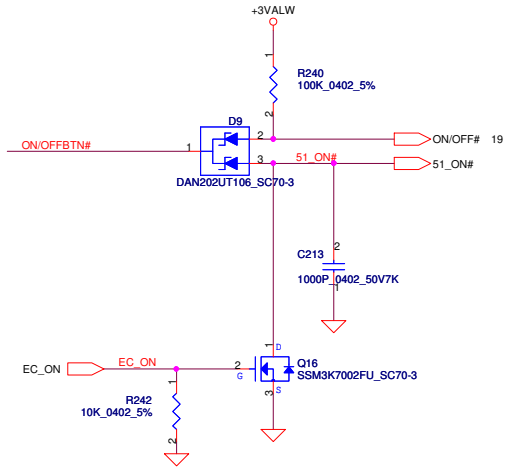 +3VALW
1
R240
100K_0402_5%
2
D9
ON/OFFBTN#
1
2
ON/OFF# 19
3
51_ON#
51_ON#
DAN202UT106_SC70-3
2
C213
1000P_0402_50V7K
1
1
D
EC_ON
EC_ON
2
G
Q16
SSM3K7002FU_SC70-3
3
S
1
R242
10K_0402_5%
2